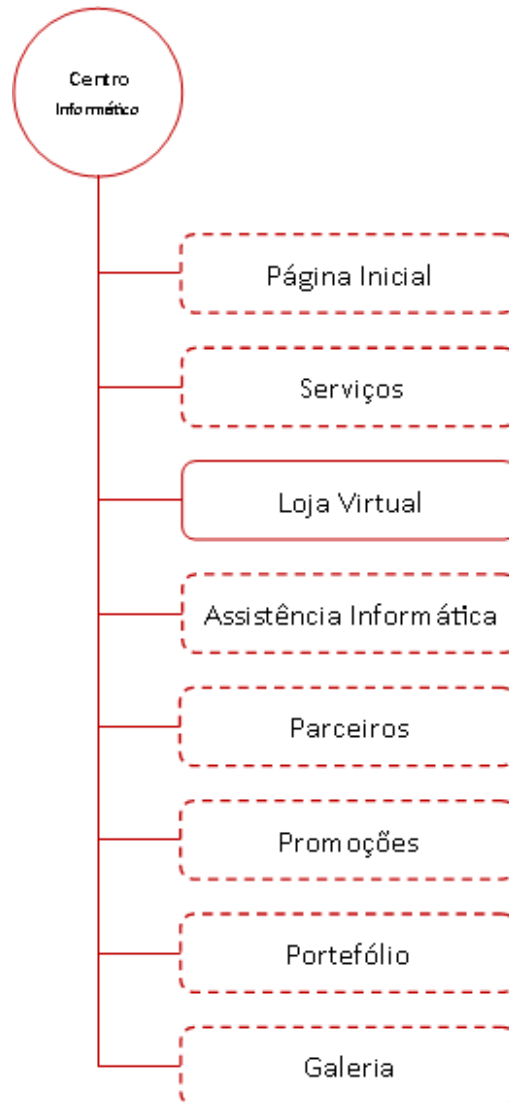 Centro
Informático
Página Inicial
Serviços
Loja Virtual
Assistência Informática
Parceiros
Promoções
Portefólio
Galeria